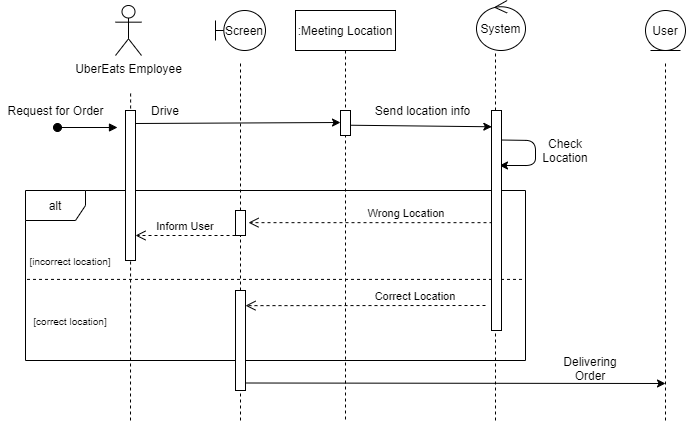 Screen
:Meeting Location
System
User
UberEats Employee
Request for Order
Drive
Send location info
Check
Location
alt
Wrong Location
Inform User
[incorrect location]
Correct Location
[correct location]
Delivering
Order